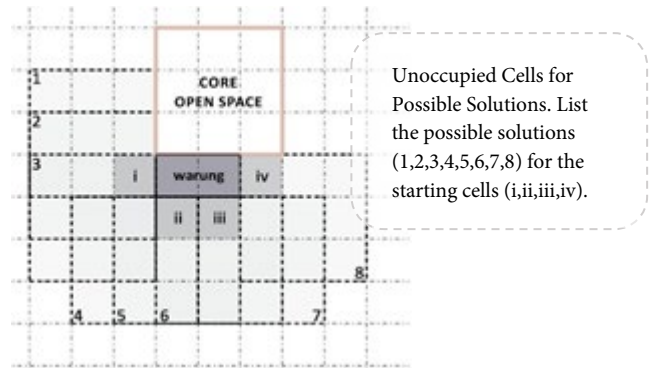 1
CORE
OPEN SPACE
2
3
i
warung
iv
ii
iii
8
4
5
6
7
Unoccupied Cells for
Possible Solutions. List
the possible solutions
(1,2,3,4,5,6,7,8) for the
starting cells (i,ii,iii,iv).